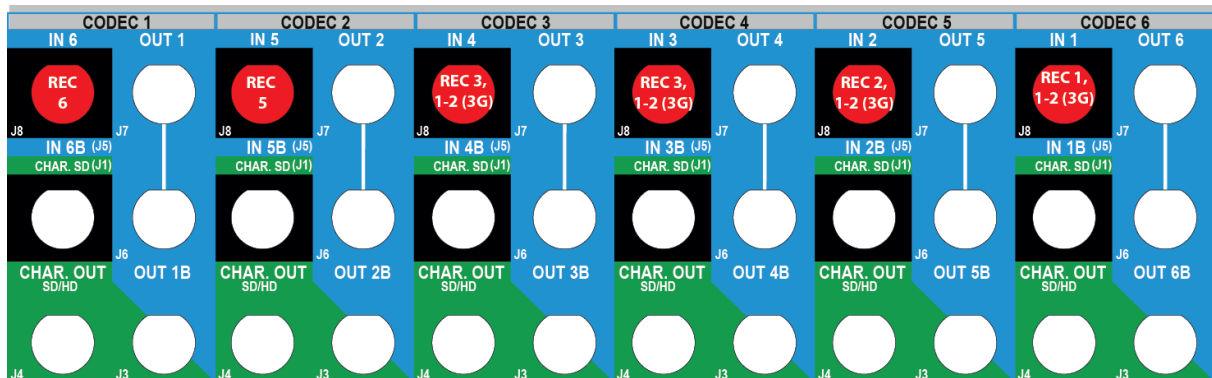 CODEC 1 CODEC 2 CODEC 3 CODEC 4 CODEC 5 CODEC 6
IN 6 OUT 1 IN 5 OUT 2 IN 4 OUT 3 IN 3 OUT 4 IN 2 OUT 5 IN 1 OUT 6
REC REC REC 3, REC 3, REC 2, REC 1,
6 5 1-2 (3G) 1-2 (3G) 1-2 (3G) 1-2 (3G)
J8 J7 J8 J7 J8 J7 J8 J7 J8 J7 J8 J7
IN 6B (J5) IN 5B (J5) IN 4B (J5) IN 3B (J5) IN 2B (J5) IN 1B (J5)
CHAR. SD (J1) CHAR. SD (J1) CHAR. SD (J1) CHAR. SD (J1) CHAR. SD (J1) CHAR. SD (J1)
J6 J6 J6 J6 J6 J6
CHAR. OUT OUT 1B CHAR. OUT OUT 2B CHAR. OUT OUT 3B CHAR. OUT OUT 4B CHAR. OUT OUT 5B CHAR. OUT OUT 6B
SD/HD SD/HD SD/HD SD/HD SD/HD SD/HD
J4 J3 J4 J3 J4 J3 J4 J3 J4 J3 J4 J3